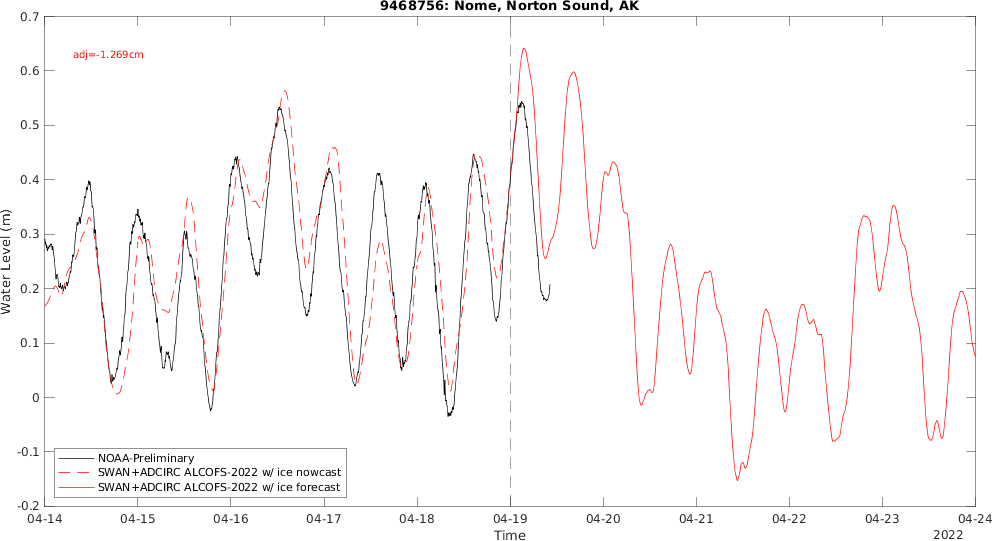 9468756: Nome, Norton Sound, AK
adj=-1.269cm
Water Level (m)
0.7
0.6
0.5
0.4
0.3
0.2
0.1
0
-0.1
-0.2
NOAA-Preliminary
SWAN+ADCIRC ALCOFS-2022 w/ ice nowcast
SWAN+ADCIRC ALCOFS-2022 w/ ice forecast
04-14 04-15 04-16 04-17 04-18 04-19 04-20 04-21 04-22 04-23 04-24
Time
2022